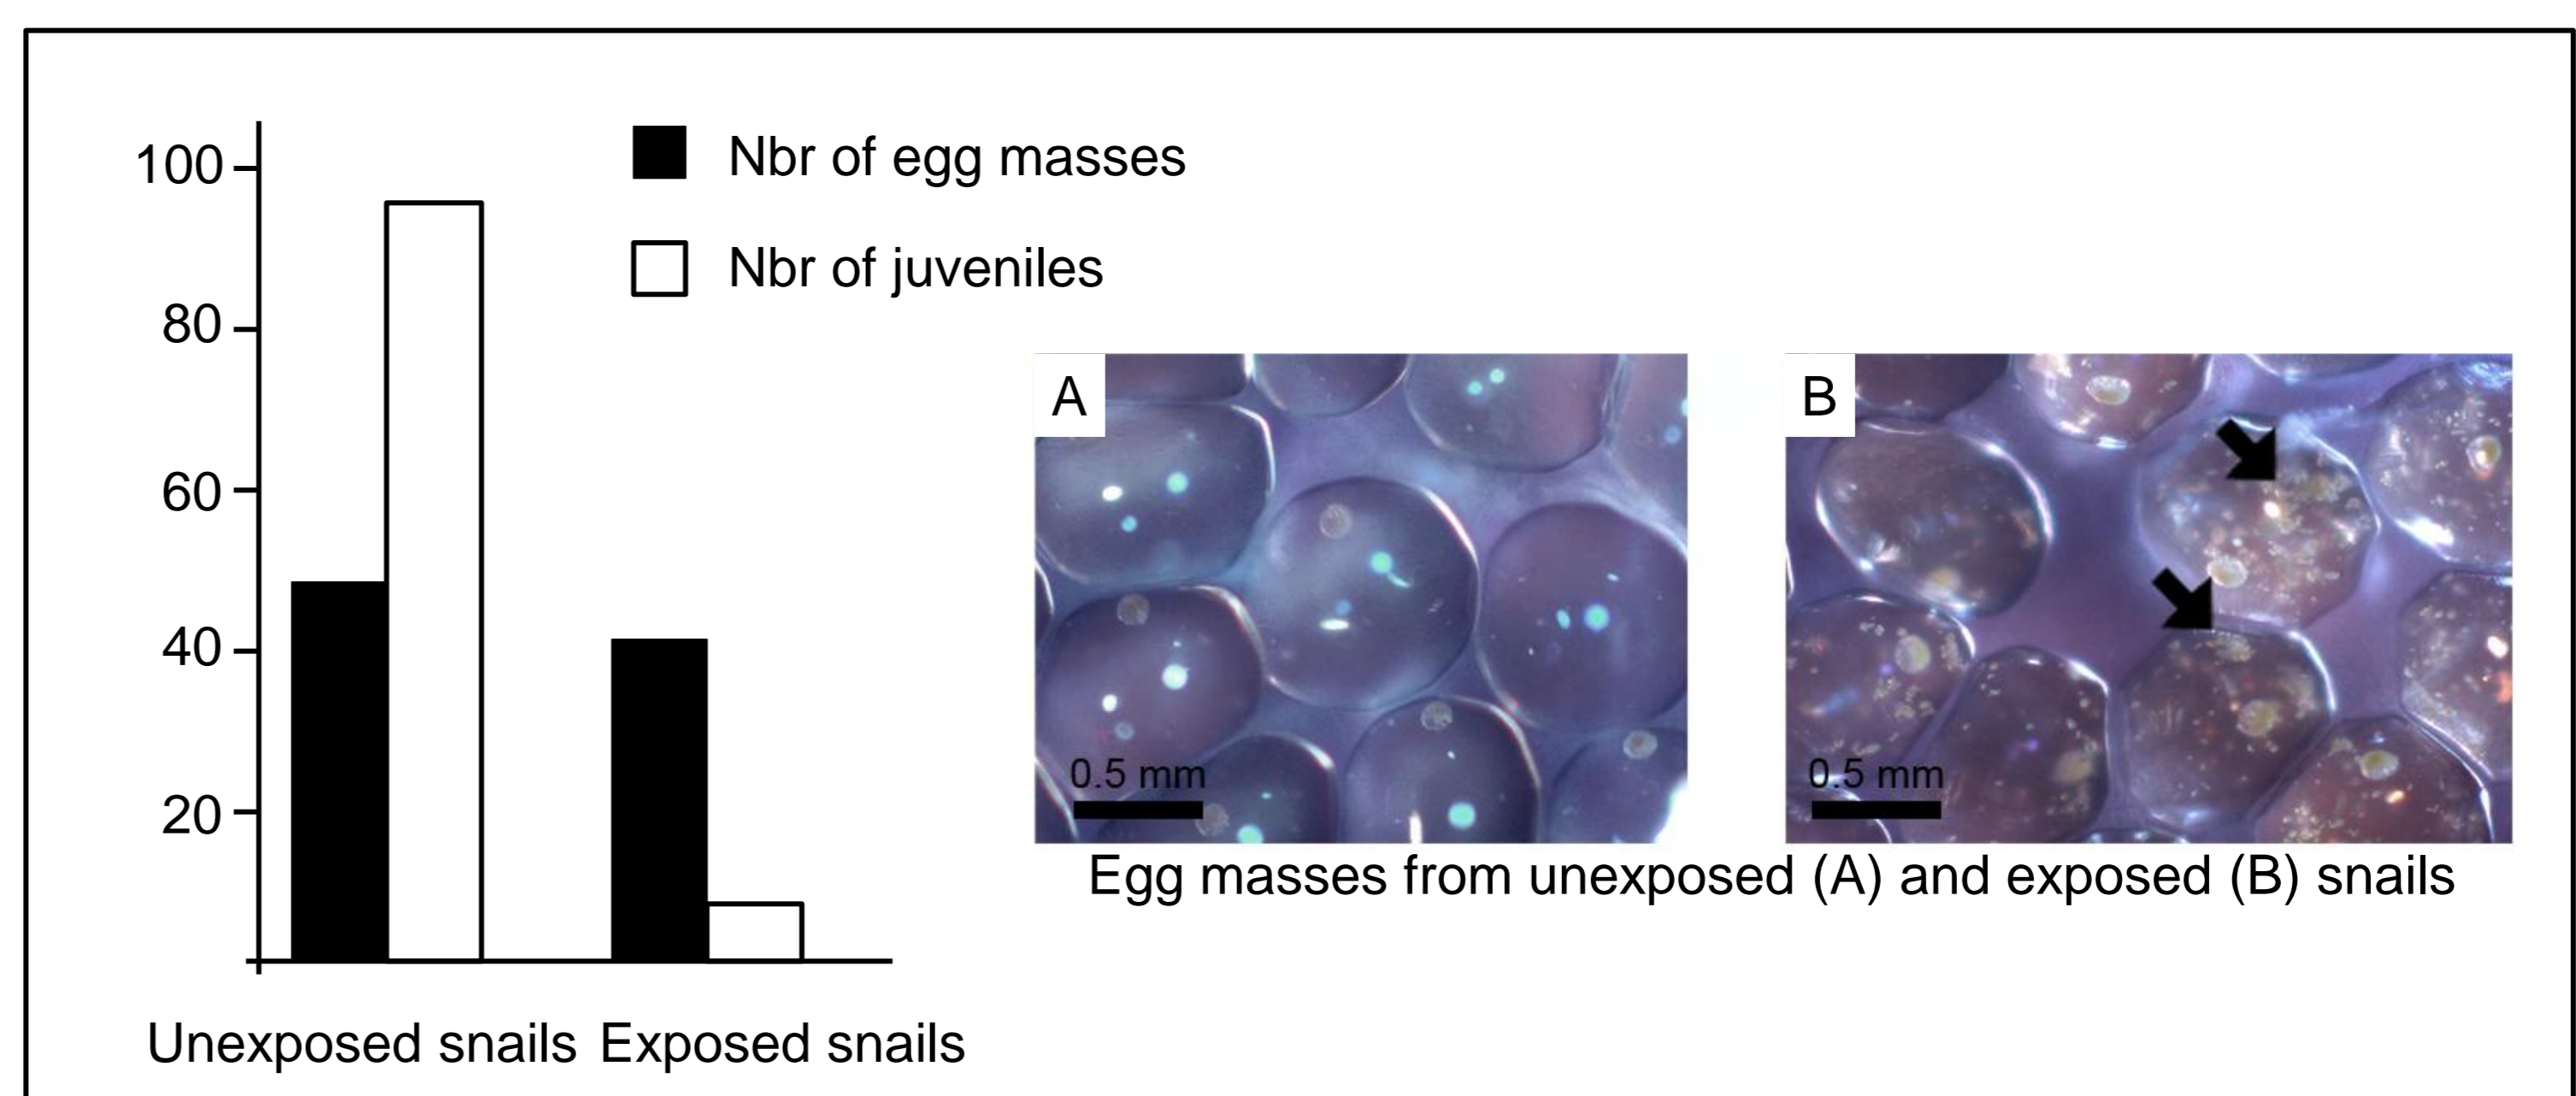 100
80
60
40
20
Nbr of egg masses
Nbr of juveniles
Unexposed snails
Exposed snails
A
0.5 mm
B
0.5 mm
Egg masses from unexposed (A) and exposed (B) snails